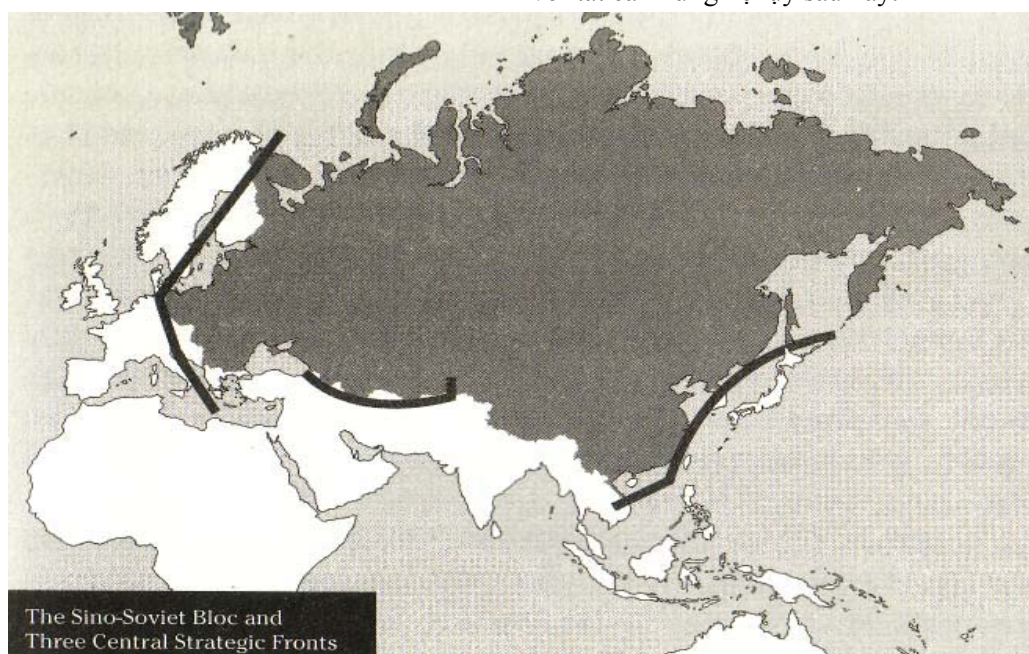 The Sino-Soviet Bloc and
Three Central Strategic Fronts